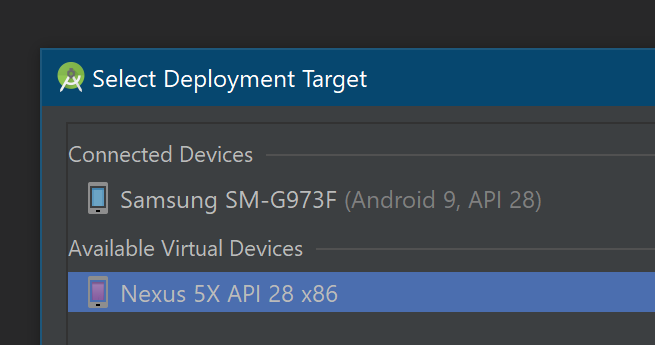 Select Deployment Target
Connected Devices
Samsung SM-G973F (Android 9, API 28)
Available Virtual Devices
Nexus 5X API 28 x86